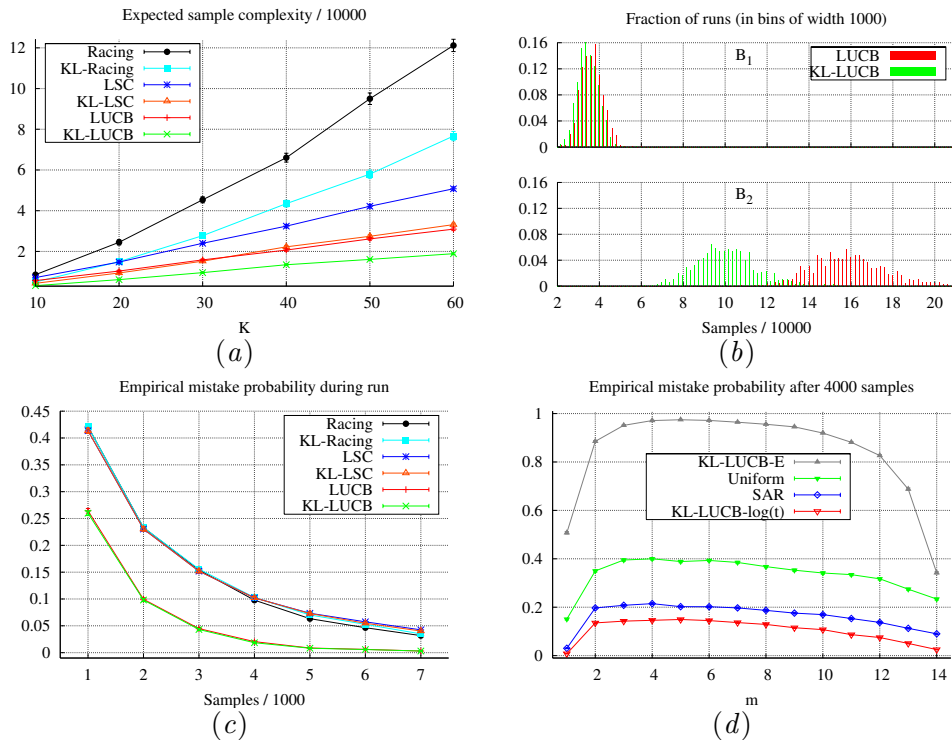 Expected sample complexity / 10000
12
10
8
6
4
2
Racing
KL-Racing
LSC
KL-LSC
LUCB
KL-LUCB
10 20 30 40 50 60
K
(a)
Fraction of runs (in bins of width 1000)
0.16
0.12
0.08
0.04
0
B1
LUCB
KL-LUCB
0.16
0.12
0.08
0.04
0
B2
2 4 6 8 10 12 14 16 18 20
Samples / 10000
(b)
Empirical mistake probability during run
0.45
0.4
0.35
0.3
0.25
0.2
0.15
0.1
0.05
0
Racing
KL-Racing
LSC
KL-LSC
LUCB
KL-LUCB
1 2 3 4 5 6 7
Samples / 1000
(c)
Empirical mistake probability after 4000 samples
1
0.8
0.6
0.4
0.2
0
KL-LUCB-E
Uniform
SAR
KL-LUCB-log(t)
2 4 6 8 10 12 14
m
(d)